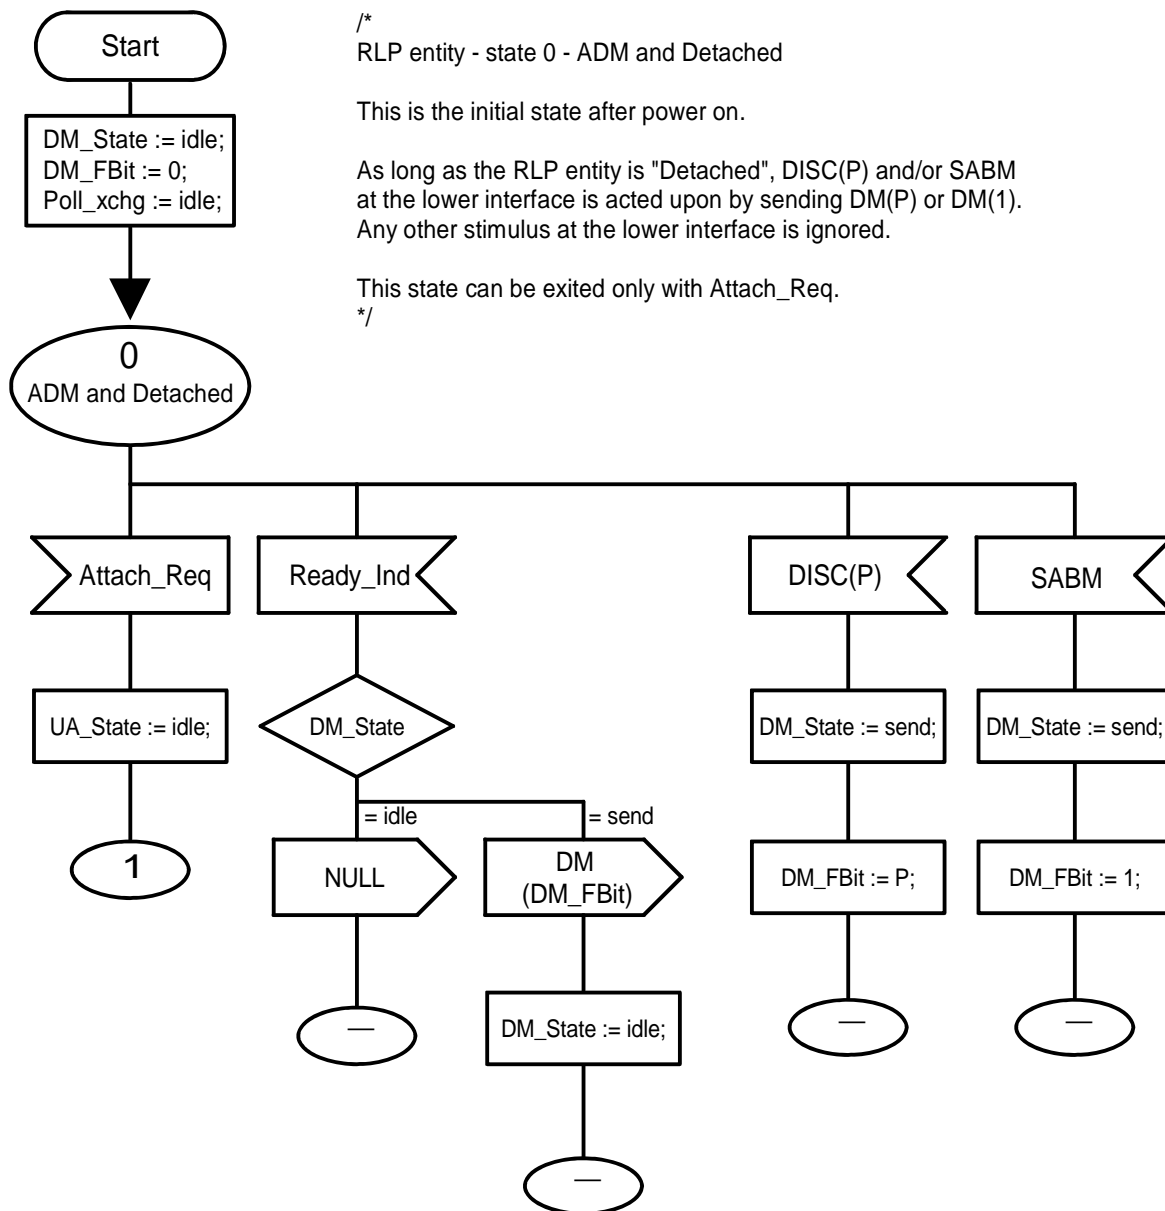 Start
/*
RLP entity - state 0 - ADM and Detached
This is the initial state after power on.
As long as the RLP entity is "Detached", DISC(P) and/or SABM
at the lower interface is acted upon by sending DM(P) or DM(1).
Any other stimulus at the lower interface is ignored.
This state can be exited only with Attach_Req.
*/
DM_State := idle;
DM_FBit := 0;
Poll_xchg := idle;
0
ADM and Detached
Attach_Req
Ready_Ind
DISC(P)
SABM
UA_State := idle;
DM_State
DM_State := send;
DM_State := send;
= idle
= send
1
NULL
DM
(DM_FBit)
DM_FBit := P;
DM_FBit := 1;
—
DM_State := idle;
—
—
—